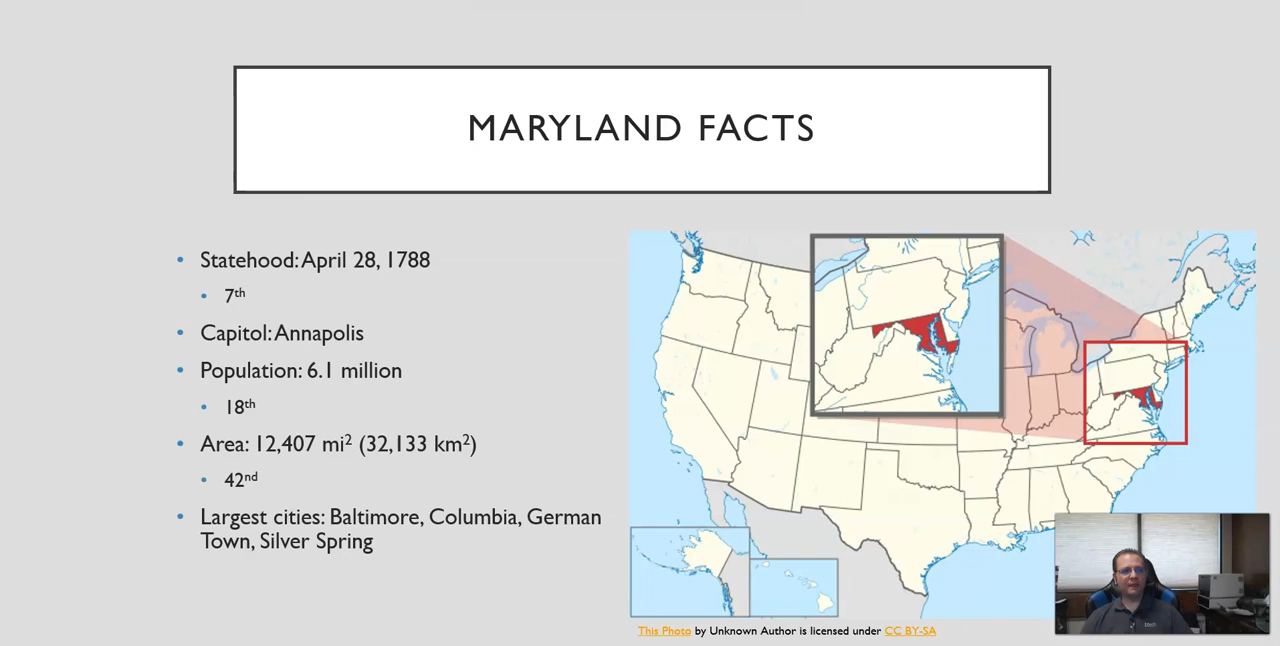 MARYLAND FACTS
• Statehood: April 28, 1788
• 7th
• Capitol: Annapolis
• Population: 6.1 million
• 18th
• Area: 12,407 mi² (32,133 km²)
• 42nd
• Largest cities: Baltimore, Columbia, German
Town, Silver Spring
This Photo by Unknown Author is licensed under CC BY-SA